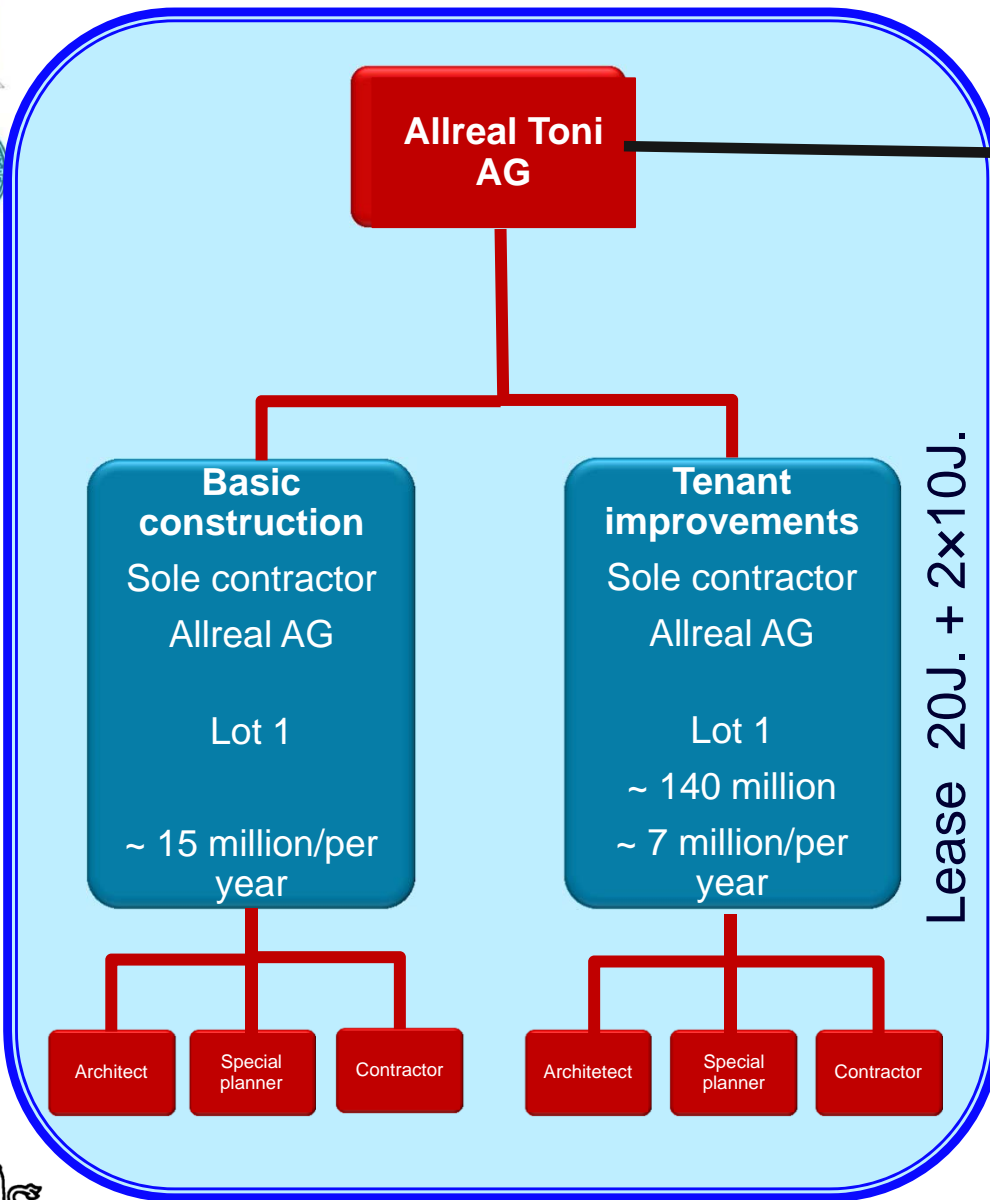 Allreal Toni
AG
Basic
construction
Sole contractor
Allreal AG
Lot 1
~ 15 million/per
year
Tenant
improvements
Sole contractor
Allreal AG
Lot 1
~ 140 million
~ 7 million/per
year
Lease 20J. + 2×10J.
Architect
Special
planner
Contractor
Architetect
Special
planner
Contractor